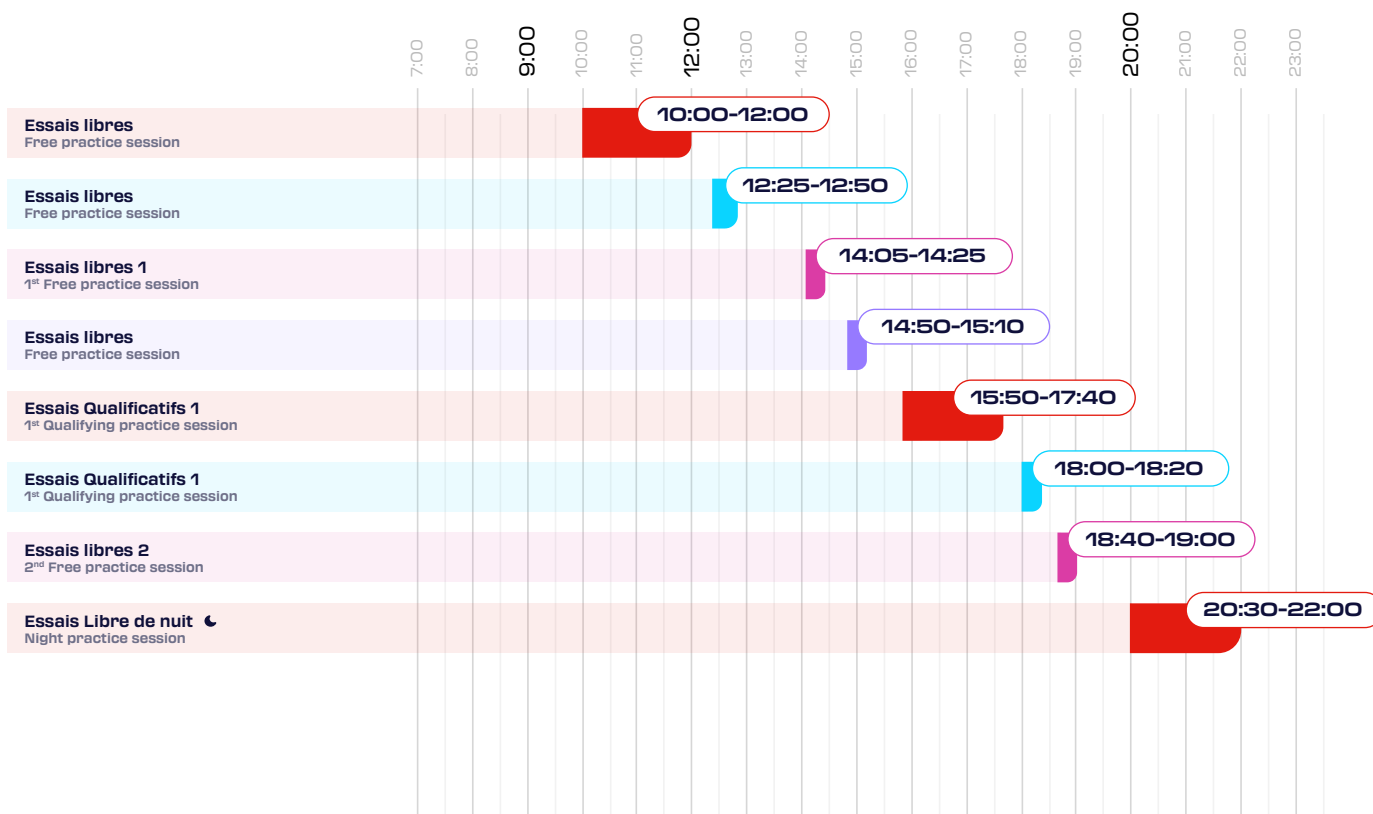 7:00 8:00 9:00 10:00 11:00 12:00 13:00 14:00 15:00 16:00 17:00 18:00 19:00 20:00 21:00 22:00 23:00
Essais libres
Free practice session
10:00-12:00
Essais libres
Free practice session
12:25-12:50
Essais libres 1
1st Free practice session
14:05-14:25
Essais libres
Free practice session
14:50-15:10
Essais Qualificatifs 1
1st Qualifying practice session
15:50-17:40
Essais Qualificatifs 1
1st Qualifying practice session
18:00-18:20
Essais libres 2
2nd Free practice session
18:40-19:00
Essais Libre de nuit
Night practice session
20:30-22:00